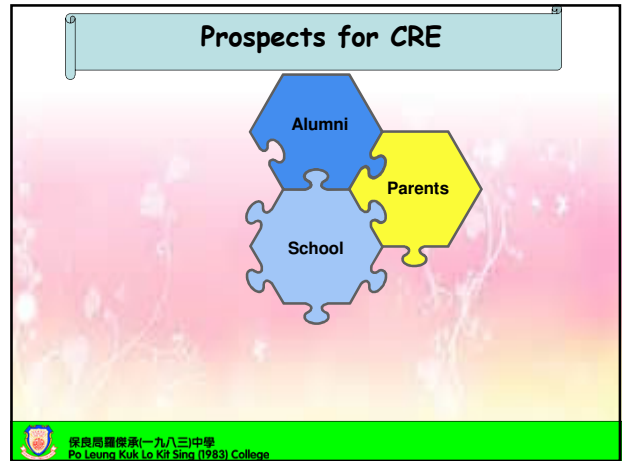 Prospects for CRE
Alumni
Parents
School
保良局羅傑承(一九八三)中學
Po Leung Kuk Lo Kit Sing (1983) College